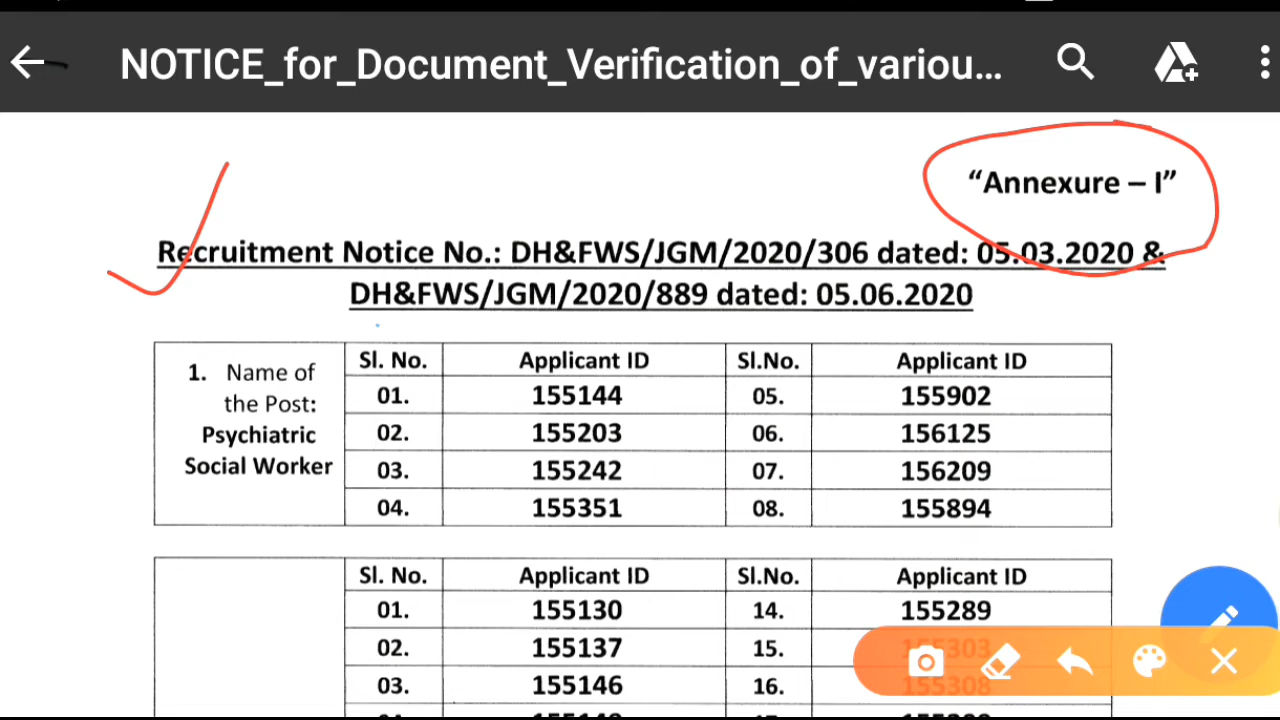 NOTICE_for_Document_Verification_of_variou...
“Annexure – I”
Recruitment Notice No.: DH&FWS/JGM/2020/306 dated: 05.03.2020 &
DH&FWS/JGM/2020/889 dated: 05.06.2020
1. Name of the Post: Psychiatric Social Worker
Sl. No. Applicant ID Sl.No. Applicant ID
01. 155144 05. 155902
02. 155203 06. 156125
03. 155242 07. 156209
04. 155351 08. 155894
Sl. No. Applicant ID Sl.No. Applicant ID
01. 155130 14. 155289
02. 155137 15. 155303
03. 155146 16. 155308